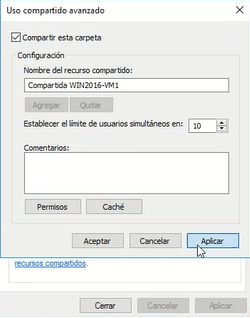 Uso compartido avanzado
Compartir esta carpeta
Configuración
Nombre del recurso compartido:
Compartida WIN2016-VM1
Agregar Quitar
Establecer el límite de usuarios simultáneos en: 10
Comentarios:
Permisos Caché
Aceptar Cancelar Aplicar
recursos compartidos.
Cerrar Cancelar Aplicar